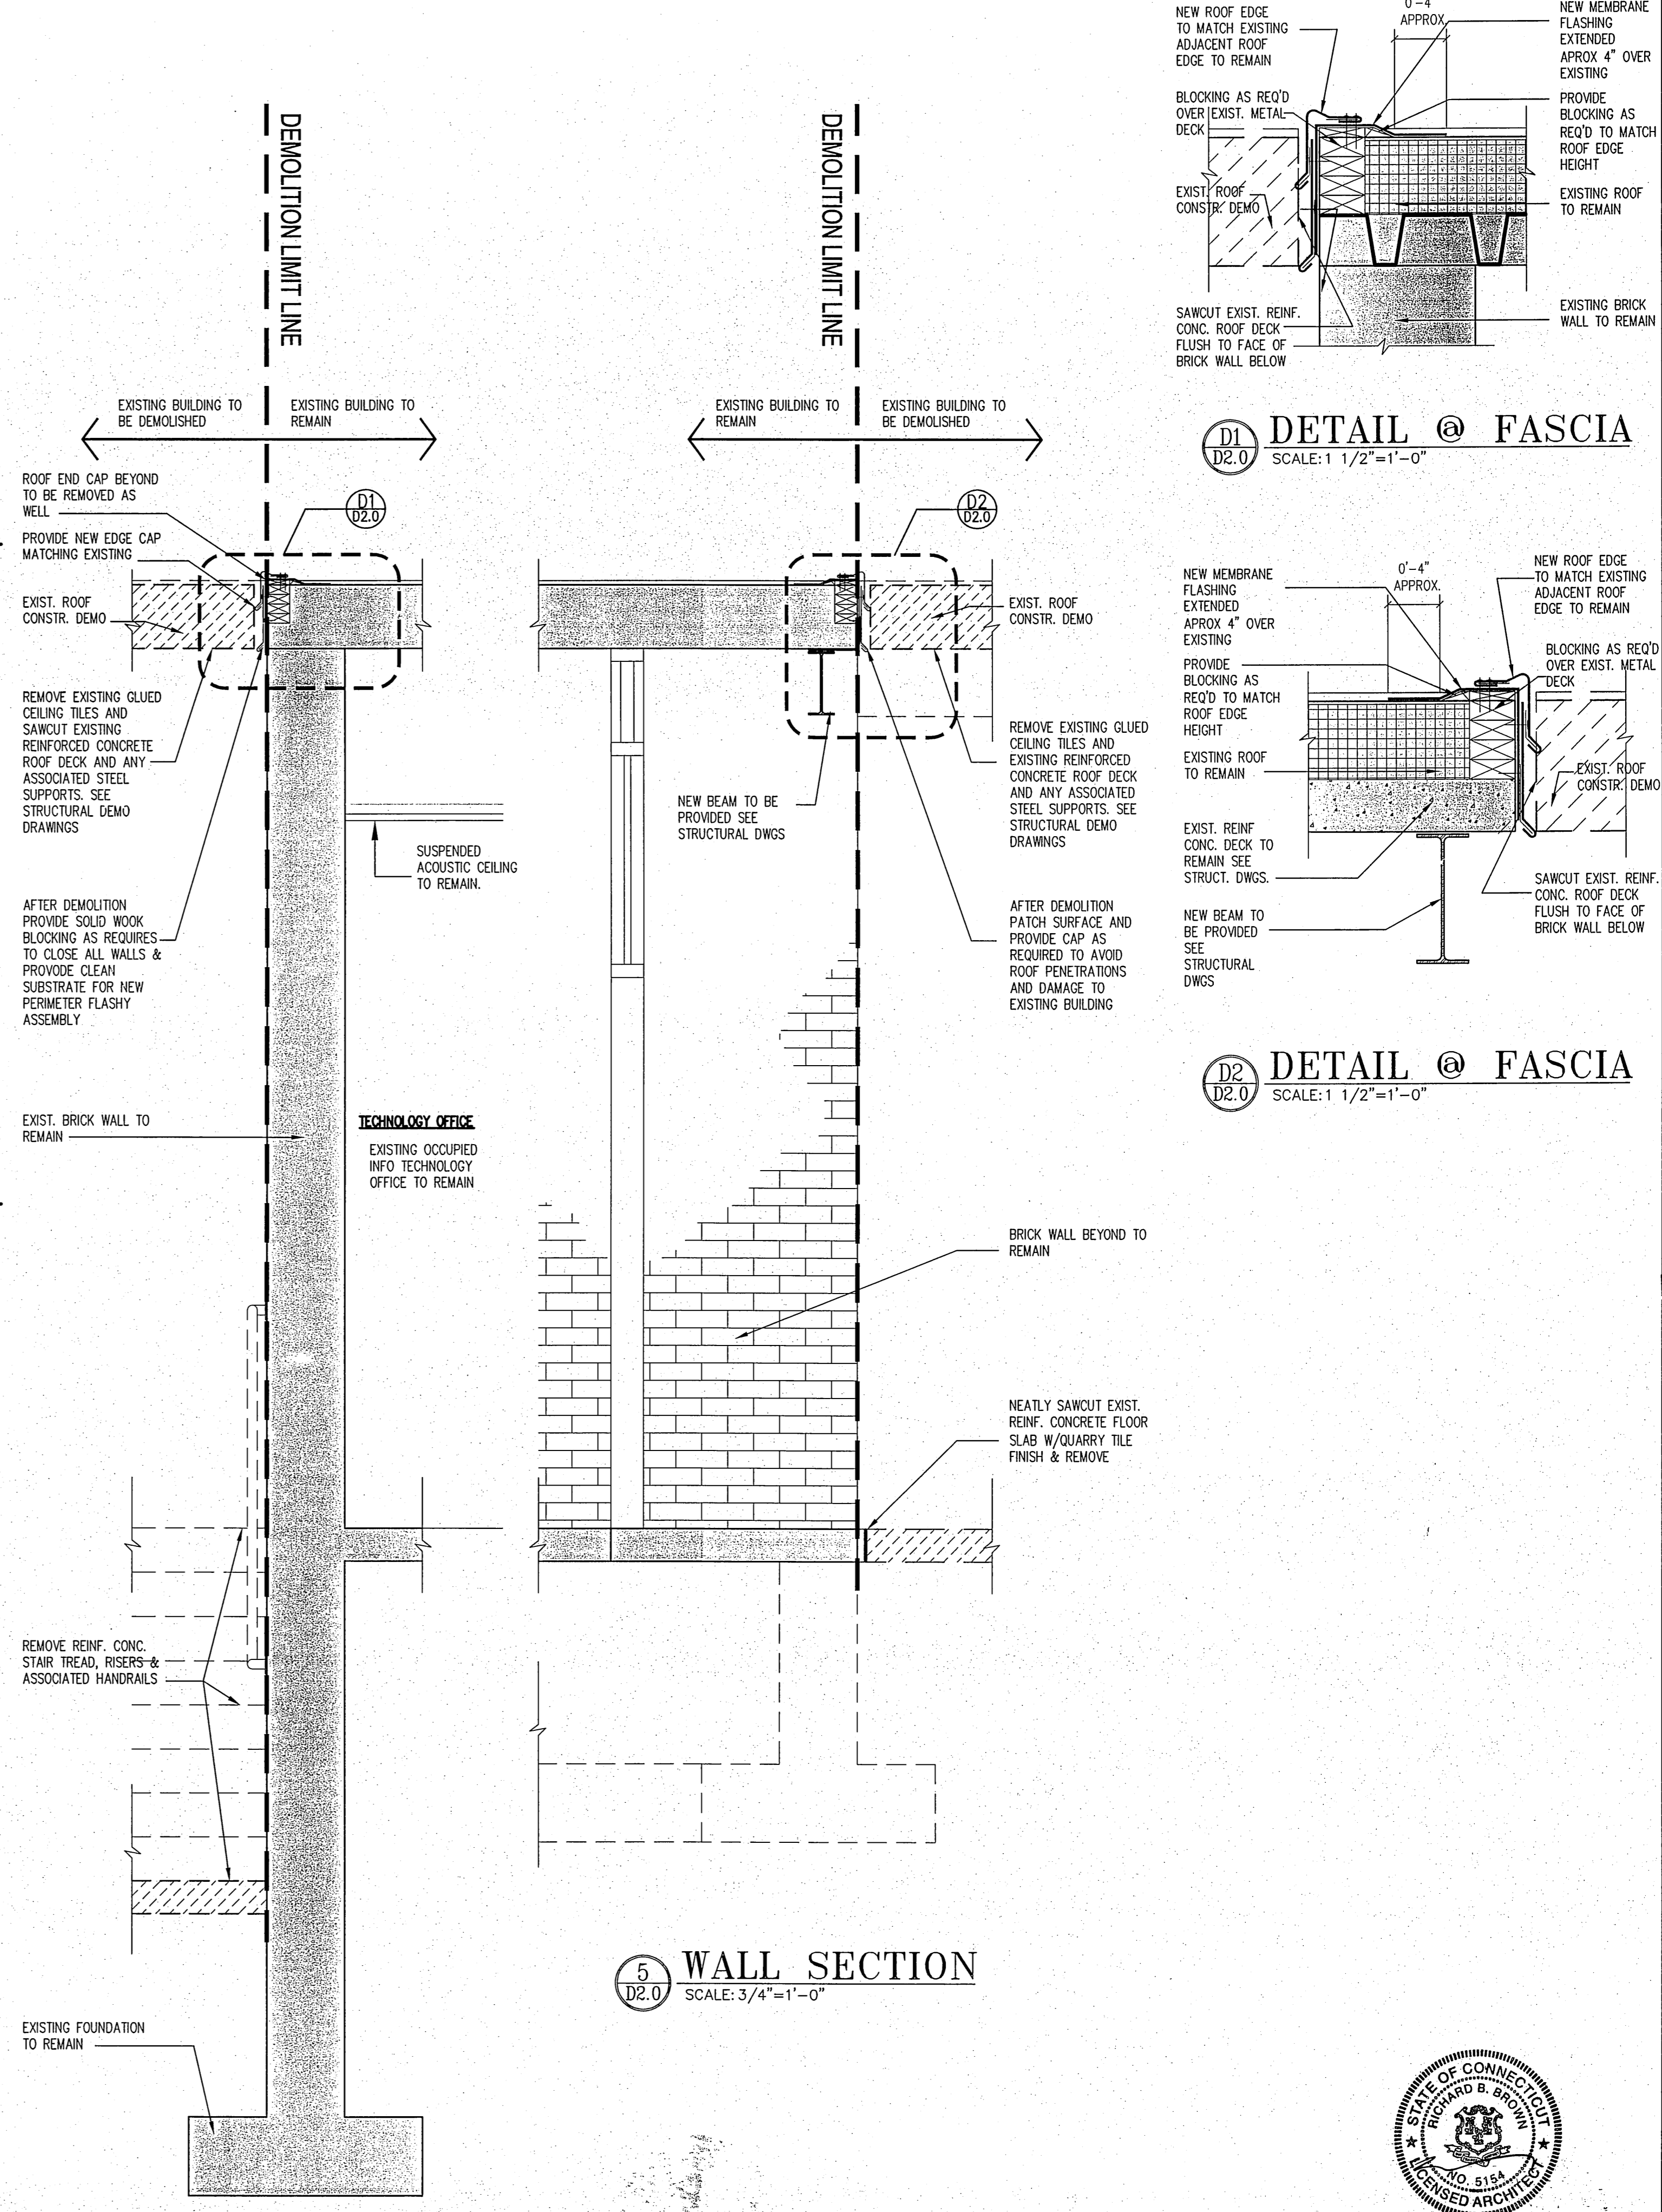 DEMOLITION LIMIT LINE
DEMOLITION LIMIT LINE
EXISTING BUILDING TO
BE DEMOLISHED
EXISTING BUILDING TO
REMAIN
EXISTING BUILDING TO
REMAIN
EXISTING BUILDING TO
BE DEMOLISHED
ROOF END CAP BEYOND
TO BE REMOVED AS
WELL
PROVIDE NEW EDGE CAP
MATCHING EXISTING
EXIST. ROOF
CONSTR. DEMO
D1
D2.0
D2
D2.0
REMOVE EXISTING GLUED
CEILING TILES AND
SAWCUT EXISTING
REINFORCED CONCRETE
ROOF DECK AND ANY
ASSOCIATED STEEL
SUPPORTS. SEE
STRUCTURAL DEMO
DRAWINGS
AFTER DEMOLITION
PROVIDE SOLID WOOK
BLOCKING AS REQUIRES
TO CLOSE ALL WALLS &
PROVODE CLEAN
SUBSTRATE FOR NEW
PERIMETER FLASHY
ASSEMBLY
EXIST. BRICK WALL TO
REMAIN
REMOVE REINF. CONC.
STAIR TREAD, RISERS &
ASSOCIATED HANDRAILS
EXISTING FOUNDATION
TO REMAIN
SUSPENDED
ACOUSTIC CEILING
TO REMAIN.
TECHNOLOGY OFFICE
EXISTING OCCUPIED
INFO TECHNOLOGY
OFFICE TO REMAIN
NEW BEAM TO BE
PROVIDED SEE
STRUCTURAL DWGS
EXIST. ROOF
CONSTR. DEMO
REMOVE EXISTING GLUED
CEILING TILES AND
EXISTING REINFORCED
CONCRETE ROOF DECK
AND ANY ASSOCIATED
STEEL SUPPORTS. SEE
STRUCTURAL DEMO
DRAWINGS
AFTER DEMOLITION
PATCH SURFACE AND
PROVIDE CAP AS
REQUIRED TO AVOID
ROOF PENETRATIONS
AND DAMAGE TO
EXISTING BUILDING
BRICK WALL BEYOND TO
REMAIN
NEATLY SAWCUT EXIST.
REINF. CONCRETE FLOOR
SLAB W/QUARRY TILE
FINISH & REMOVE
5
D2.0
WALL SECTION
SCALE: 3/4"=1'-0"
NEW ROOF EDGE
TO MATCH EXISTING
ADJACENT ROOF
EDGE TO REMAIN
BLOCKING AS REQ'D
OVER EXIST. METAL
DECK
EXIST. ROOF
CONSTR. DEMO
SAWCUT EXIST. REINF.
CONC. ROOF DECK
FLUSH TO FACE OF
BRICK WALL BELOW
0'-4"
APPROX.
NEW MEMBRANE
FLASHING
EXTENDED
APROX 4" OVER
EXISTING
PROVIDE
BLOCKING AS
REQ'D TO MATCH
ROOF EDGE
HEIGHT
EXISTING ROOF
TO REMAIN
EXISTING BRICK
WALL TO REMAIN
D1
D2.0
DETAIL @ FASCIA
SCALE: 1 1/2"=1'-0"
NEW MEMBRANE
FLASHING
EXTENDED
APROX 4" OVER
EXISTING
PROVIDE
BLOCKING AS
REQ'D TO MATCH
ROOF EDGE
HEIGHT
EXISTING ROOF
TO REMAIN
EXIST. REINF
CONC. DECK TO
REMAIN SEE
STRUCT. DWGS.
NEW BEAM TO
BE PROVIDED
SEE
STRUCTURAL
DWGS
0'-4"
APPROX.
NEW ROOF EDGE
TO MATCH EXISTING
ADJACENT ROOF
EDGE TO REMAIN
BLOCKING AS REQ'D
OVER EXIST. METAL
DECK
EXIST. ROOF
CONSTR. DEMO
SAWCUT EXIST. REINF.
CONC. ROOF DECK
FLUSH TO FACE OF
BRICK WALL BELOW
D2
D2.0
DETAIL @ FASCIA
SCALE: 1 1/2"=1'-0"
STATE OF CONNECTICUT
RICHARD B. BROWN
NO. 5154
LICENSED ARCHITECT